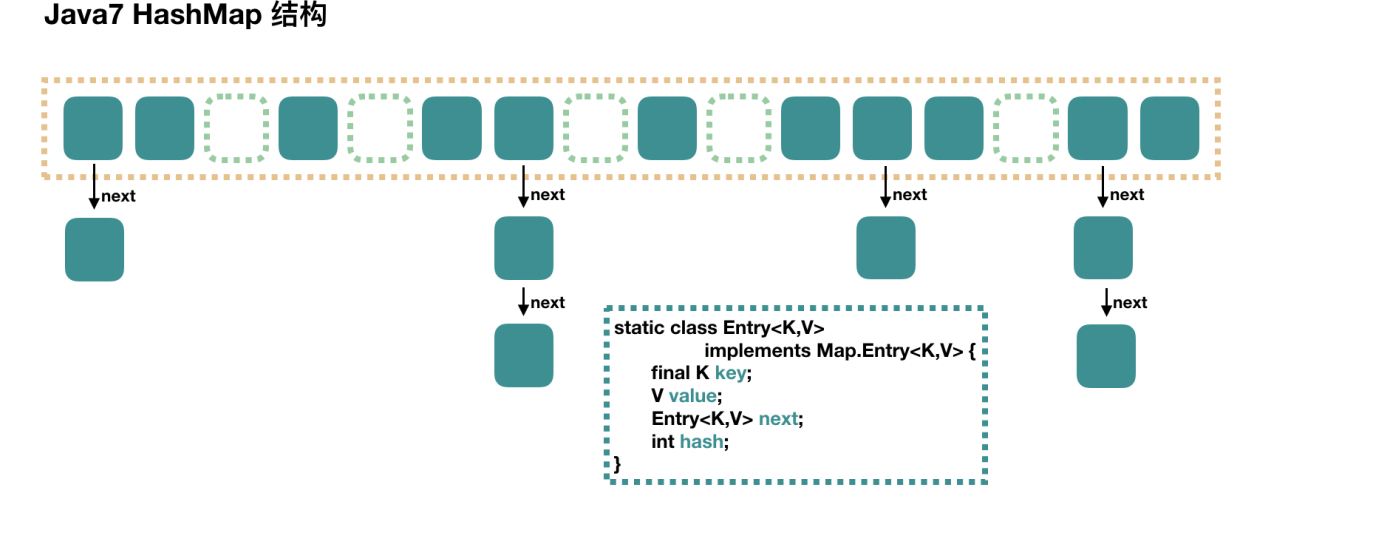 Java7 HashMap 结构
next
next
next
next
next
next
static class Entry<K,V>
implements Map.Entry<K,V> {
final K key;
V value;
Entry<K,V> next;
int hash;
}